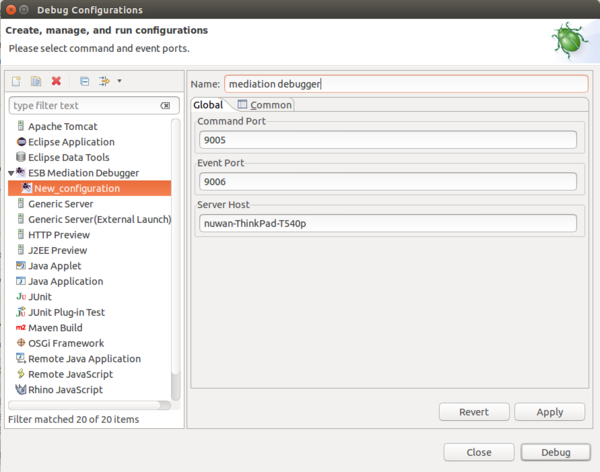 Debug Configurations
Create, manage, and run configurations
Please select command and event ports.
type filter text
Apache Tomcat
Eclipse Application
Eclipse Data Tools
ESB Mediation Debugger
New_configuration
Generic Server
Generic Server(External Launch)
HTTP Preview
J2EE Preview
Java Applet
Java Application
JUnit
JUnit Plug-in Test
Maven Build
OSGi Framework
Remote Java Application
Remote JavaScript
Rhino JavaScript
Filter matched 20 of 20 items
Name: mediation debugger
Global Common
Command Port
9005
Event Port
9006
Server Host
nuwan-ThinkPad-T540p
Revert Apply
Close Debug